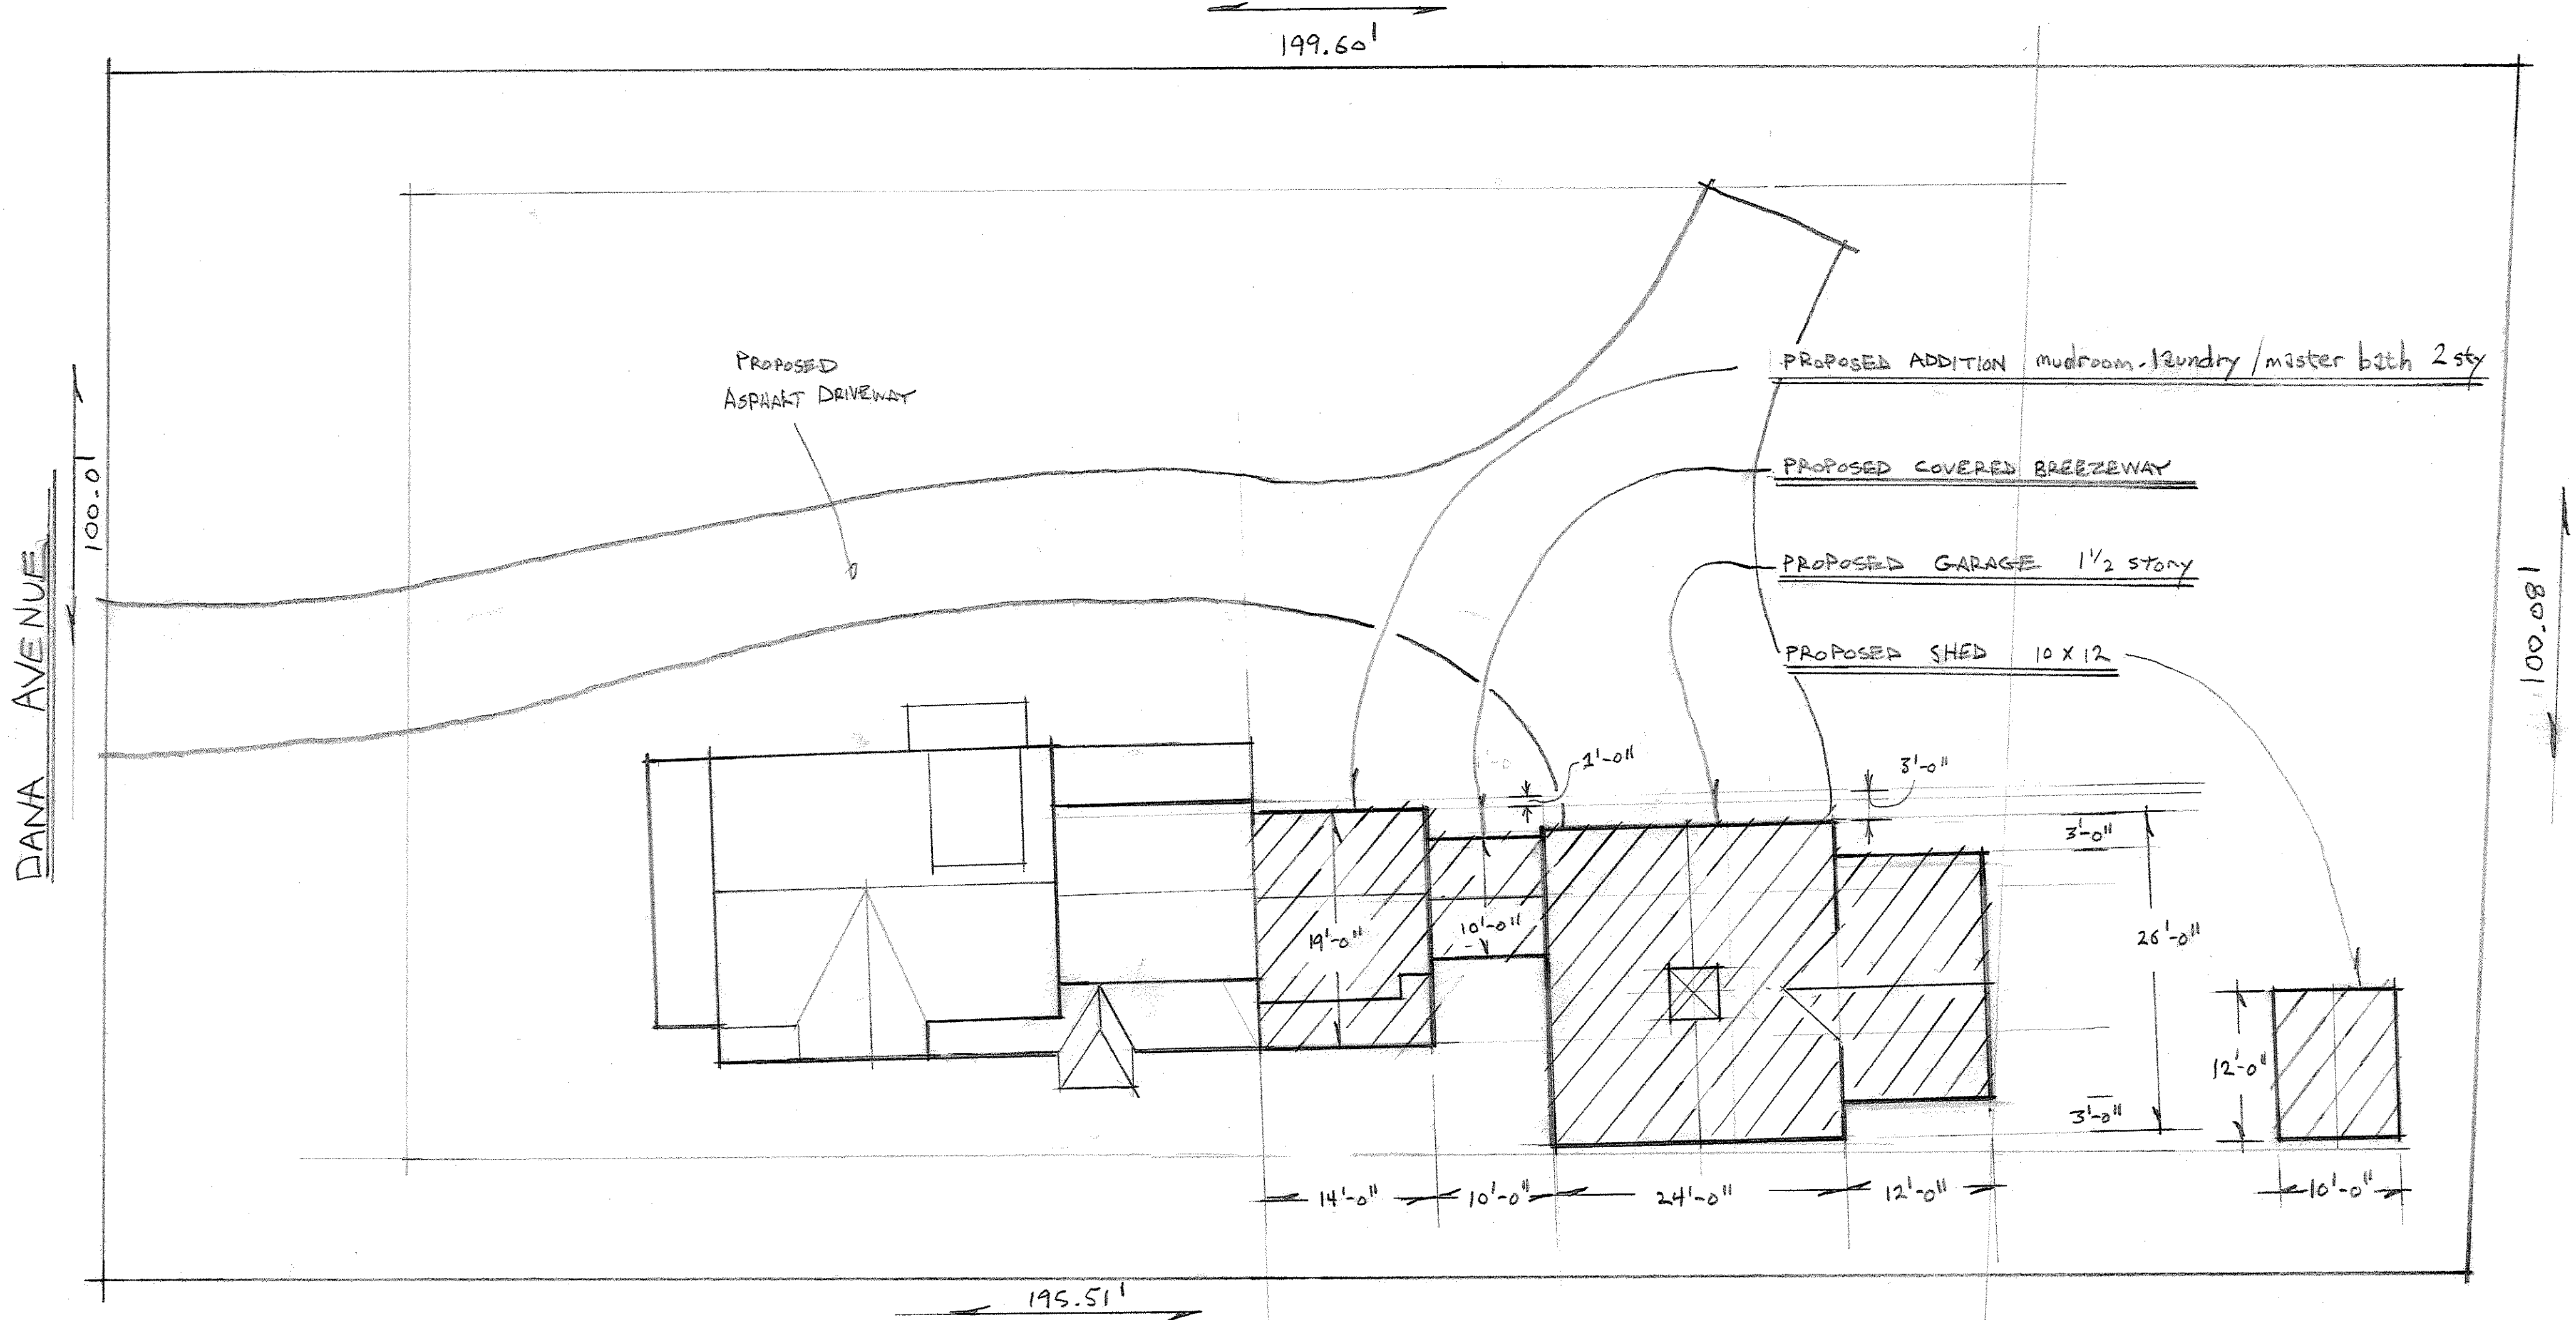 199.60'
PROPOSED
ASPHALT DRIVEWAY
PROPOSED ADDITION mudroom-laundry/master bath 2 sty
PROPOSED COVERED BREEZEWAY
PROPOSED GARAGE 1 1/2 story
PROPOSED SHED 10 x 12
DANA AVENUE
100.0'
100.08'
1'-0"
3'-0"
3'-0"
19'-0"
10'-0"
26'-0"
12'-0"
3'-0"
14'-0"
10'-0"
24'-0"
12'-0"
10'-0"
195.51'